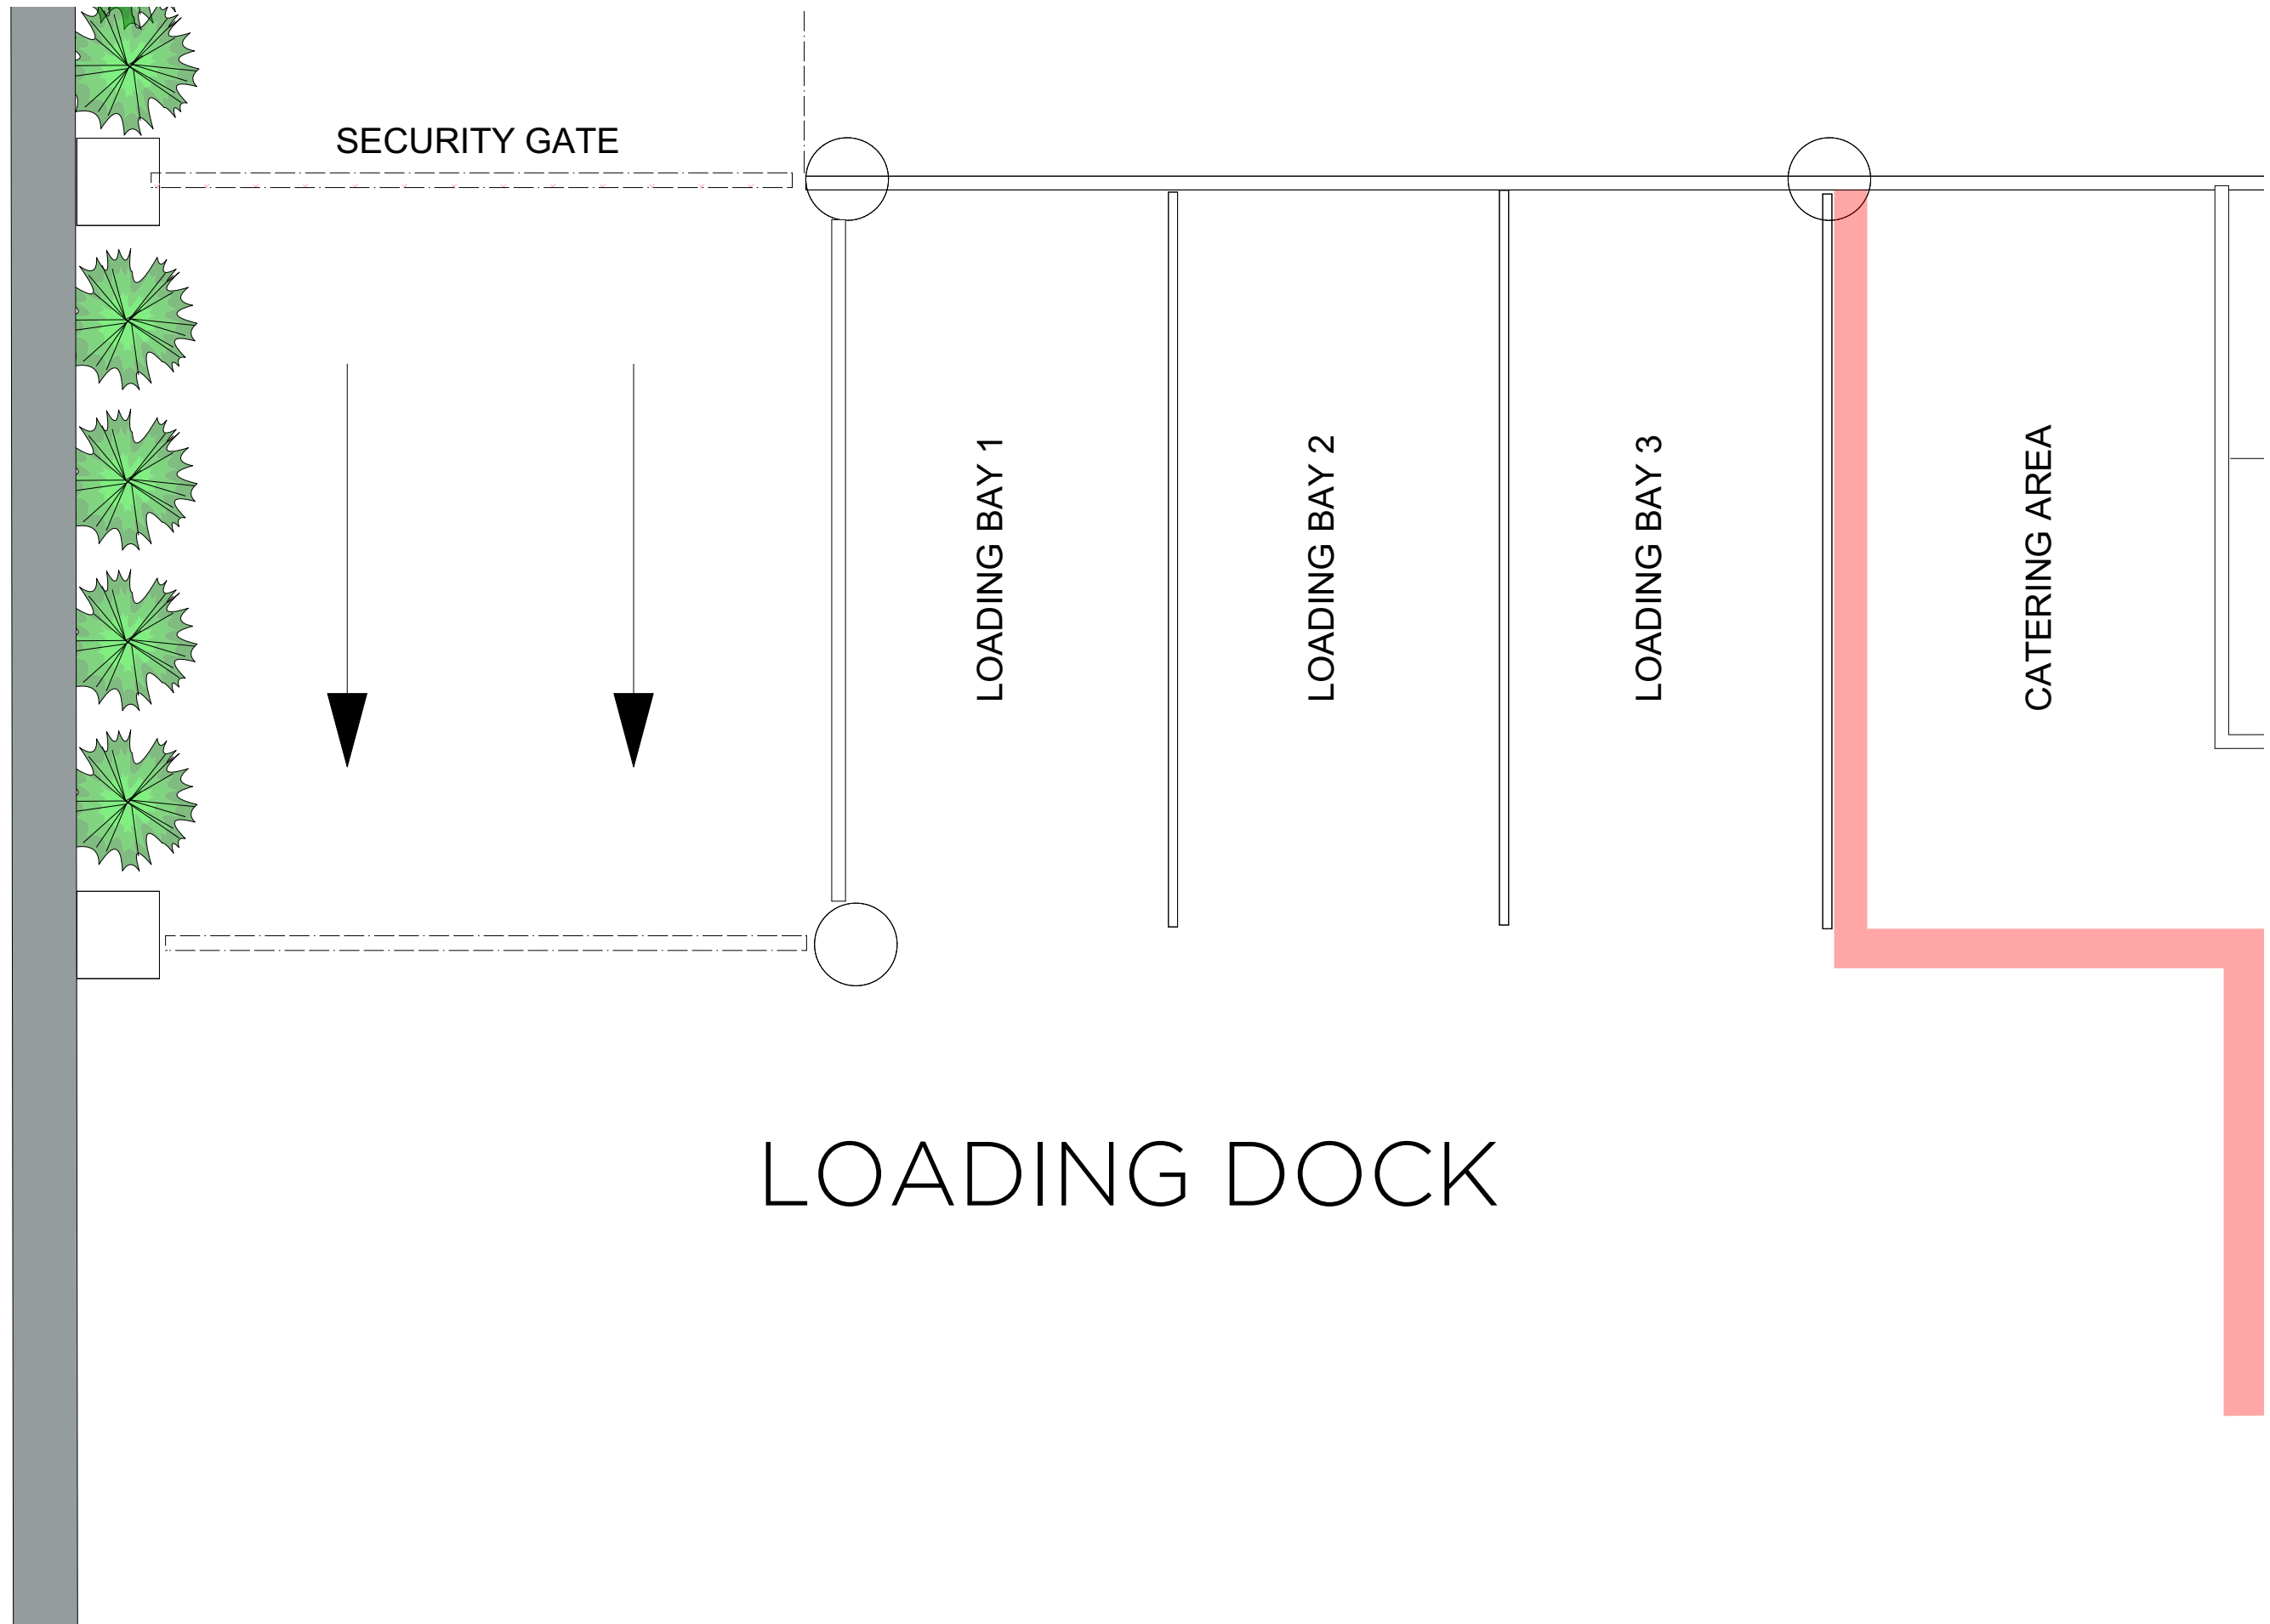 SECURITY GATE
LOADING BAY 1
LOADING BAY 2
LOADING BAY 3
CATERING AREA
LOADING DOCK